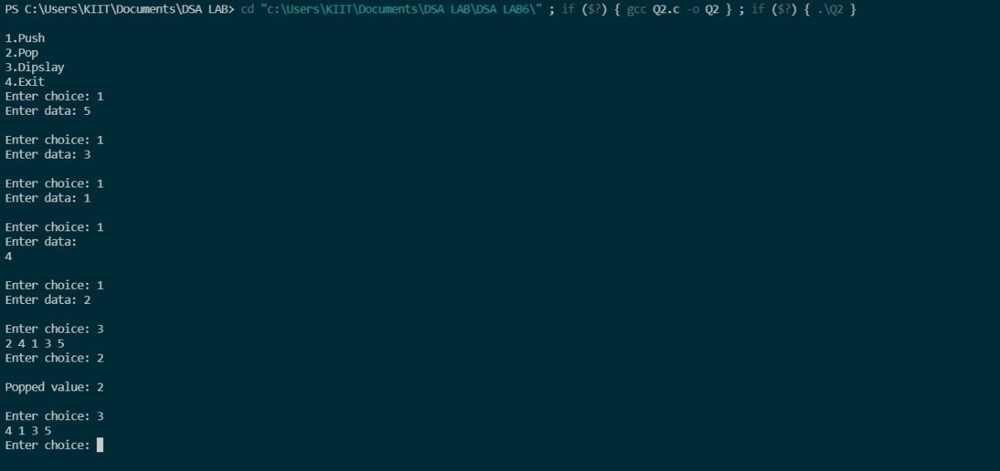 PS C:\Users\KIIT\Documents\DSA LAB> cd "c:\Users\KIIT\Documents\DSA LAB\DSA LAB6\" ; if ($?) { gcc Q2.c -o Q2 } ; if ($?) { .\Q2 }
1.Push
2.Pop
3.Dipslay
4.Exit
Enter choice: 1
Enter data: 5
Enter choice: 1
Enter data: 3
Enter choice: 1
Enter data: 1
Enter choice: 1
Enter data:
4
Enter choice: 1
Enter data: 2
Enter choice: 3
2 4 1 3 5
Enter choice: 2
Popped value: 2
Enter choice: 3
4 1 3 5
Enter choice: